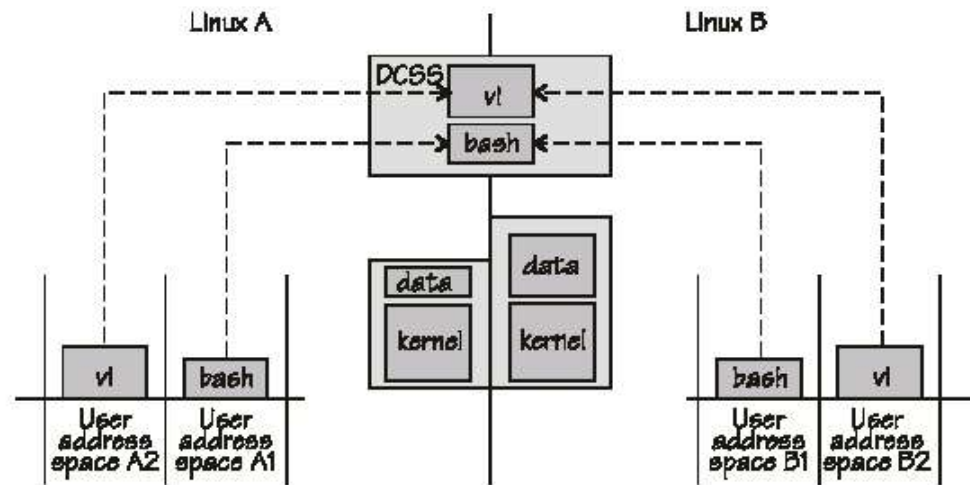 Linux A
Linux B
DCSS
vi
bash
data
kernel
data
kernel
vi
bash
bash
vi
User
address
space A2
User
address
space A1
User
address
space B1
User
address
space B2